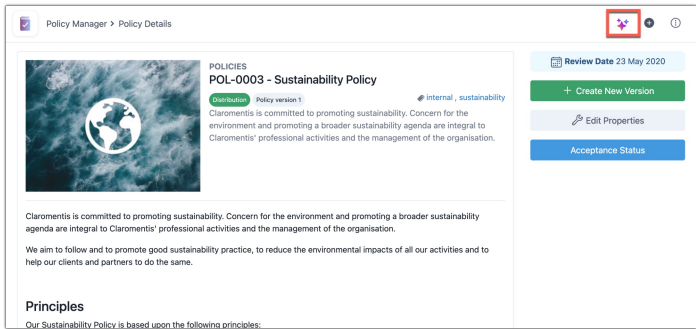 Policy Manager > Policy Details
POLICIES
POL-0003 - Sustainability Policy
Distribution
Policy version 1
internal , sustainability
Claromentis is committed to promoting sustainability. Concern for the
environment and promoting a broader sustainability agenda are integral to
Claromentis' professional activities and the management of the organisation.
Review Date 23 May 2020
+ Create New Version
Edit Properties
Acceptance Status
Claromentis is committed to promoting sustainability. Concern for the environment and promoting a broader sustainability
agenda are integral to Claromentis' professional activities and the management of the organisation.
We aim to follow and to promote good sustainability practice, to reduce the environmental impacts of all our activities and to
help our clients and partners to do the same.
Principles
Our Sustainability Policy is based upon the following principles: